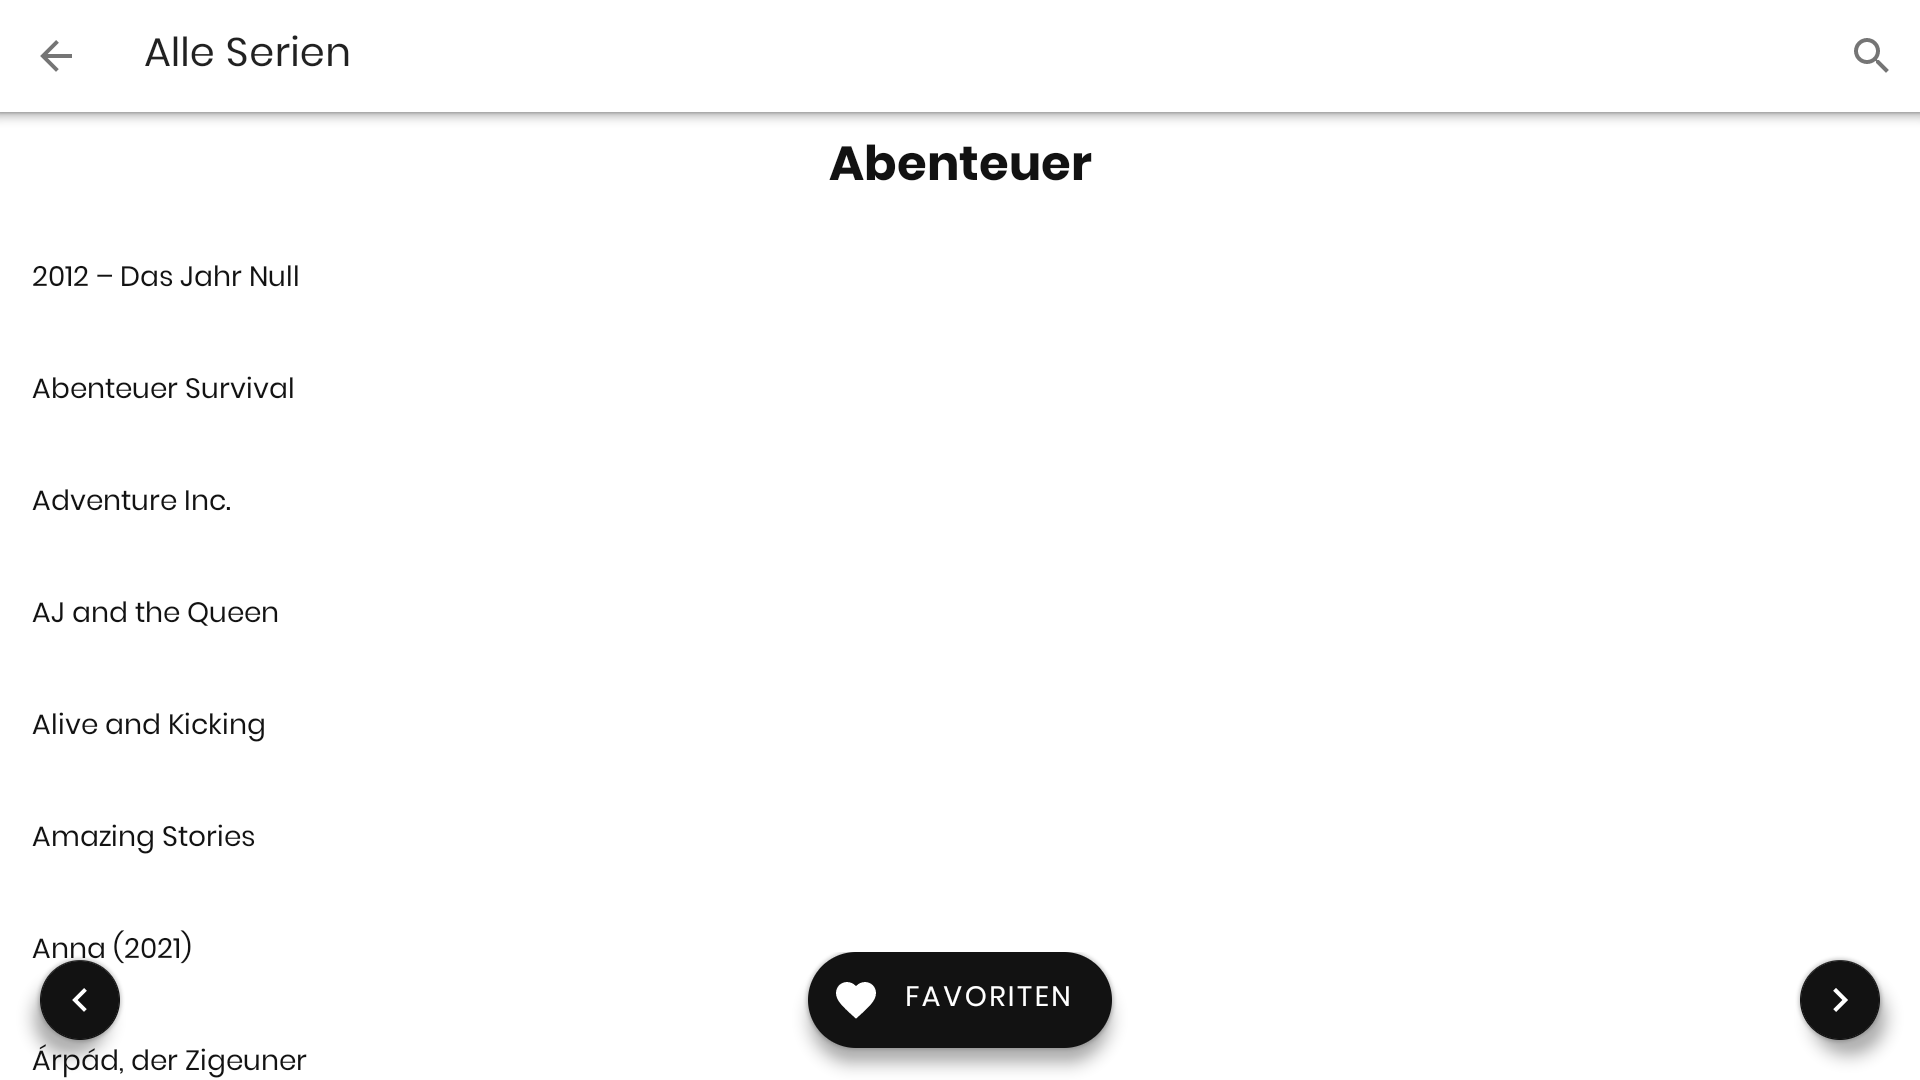 Alle Serien
Abenteuer
2012 – Das Jahr Null
Abenteuer Survival
Adventure Inc.
AJ and the Queen
Alive and Kicking
Amazing Stories
Anna (2021)
FAVORITEN
Árpád, der Zigeuner